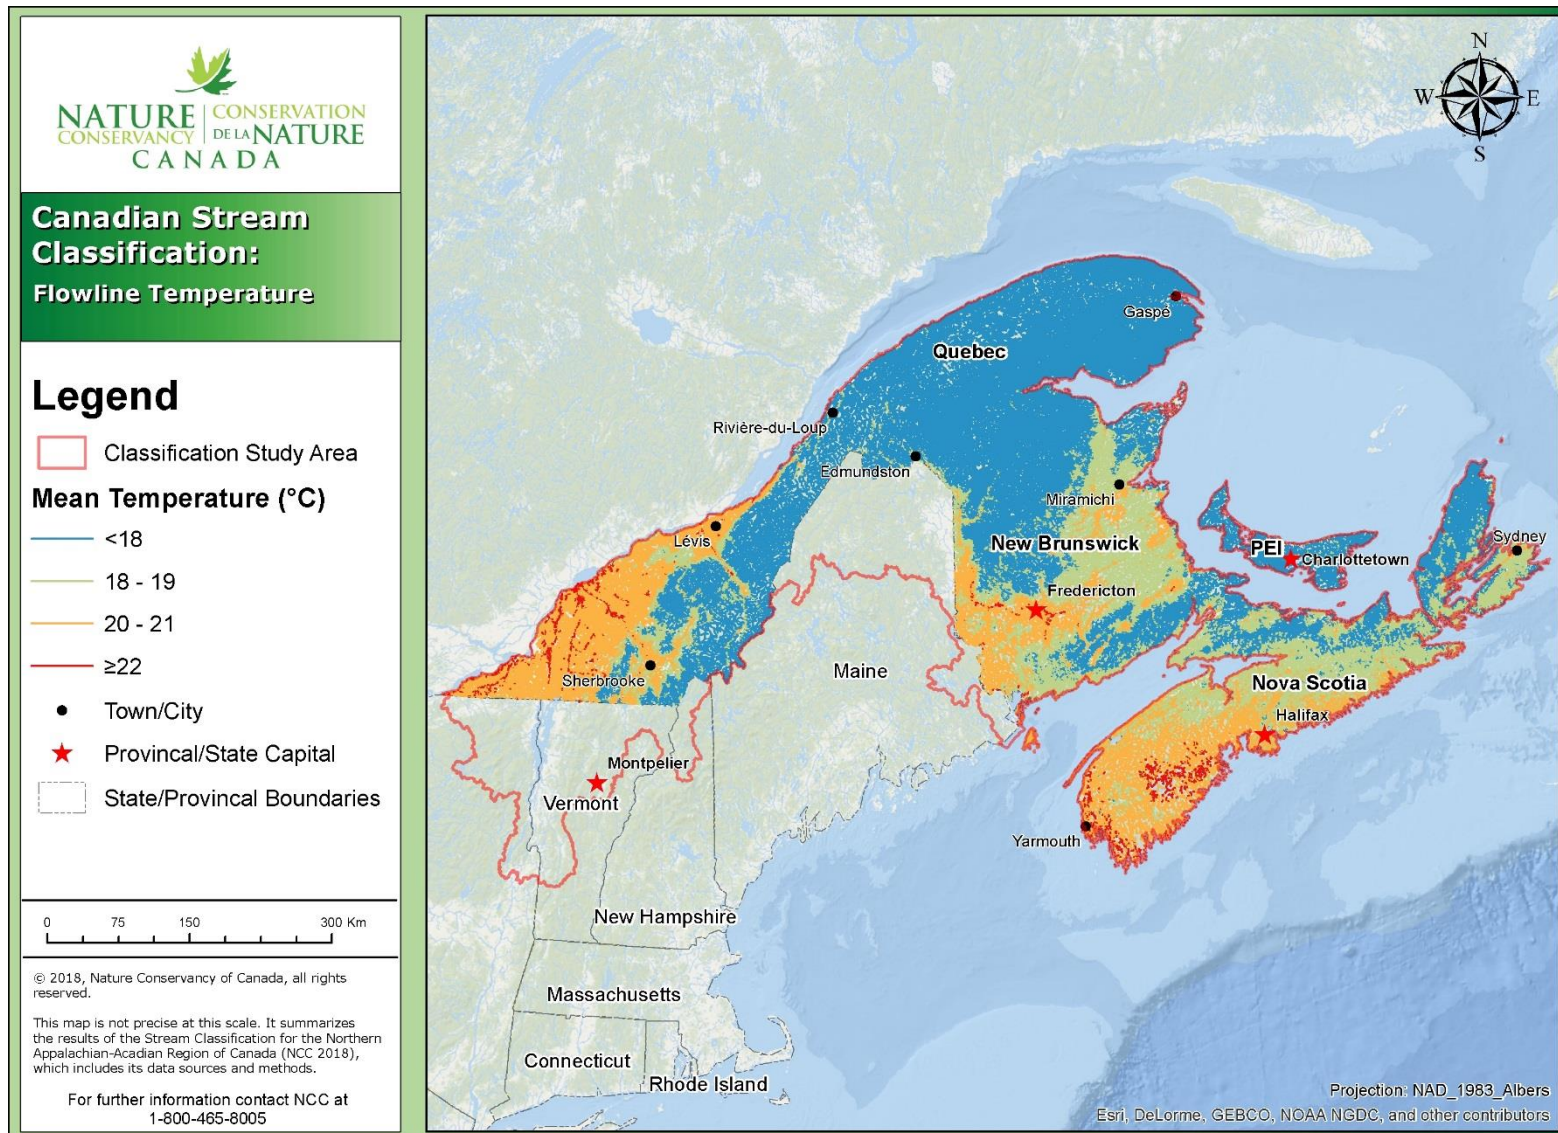 NATURE
CONSERVANCY
CONSERVATION
DE LA NATURE
CANADA
Canadian Stream
Classification:
Flowline Temperature
Legend
Classification Study Area
Mean Temperature (°C)
<18
18 - 19
20 - 21
≥22
Town/City
Provincal/State Capital
State/Provincal Boundaries
0 75 150 300 Km
© 2018, Nature Conservancy of Canada, all rights
reserved.
This map is not precise at this scale. It summarizes
the results of the Stream Classification for the Northern
Appalachian-Acadian Region of Canada (NCC 2018),
which includes its data sources and methods.
For further information contact NCC at
1-800-465-8005
N
W E
S
Gaspé
Quebec
Rivière-du-Loup
Edmundston
Miramichi
Lévis
New Brunswick
PEI
Charlottetown
Sydney
Fredericton
Sherbrooke
Maine
Nova Scotia
Halifax
Montpelier
Vermont
Yarmouth
New Hampshire
Massachusetts
Connecticut
Rhode Island
Projection: NAD_1983_Albers
Esri, DeLorme, GEBCO, NOAA NGDC, and other contributors